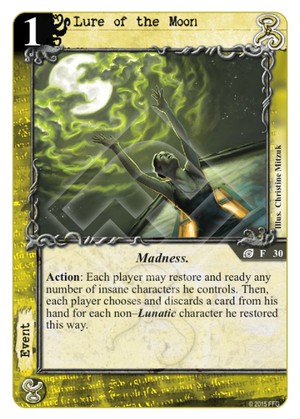 1
Lure of the Moon
Illus. Christine Mitzuk
F 30
Madness.
Action: Each player may restore and ready any
number of insane characters he controls. Then,
each player chooses and discards a card from his
hand for each non–Lunatic character he restored
this way.
Event
© 2015 FFG